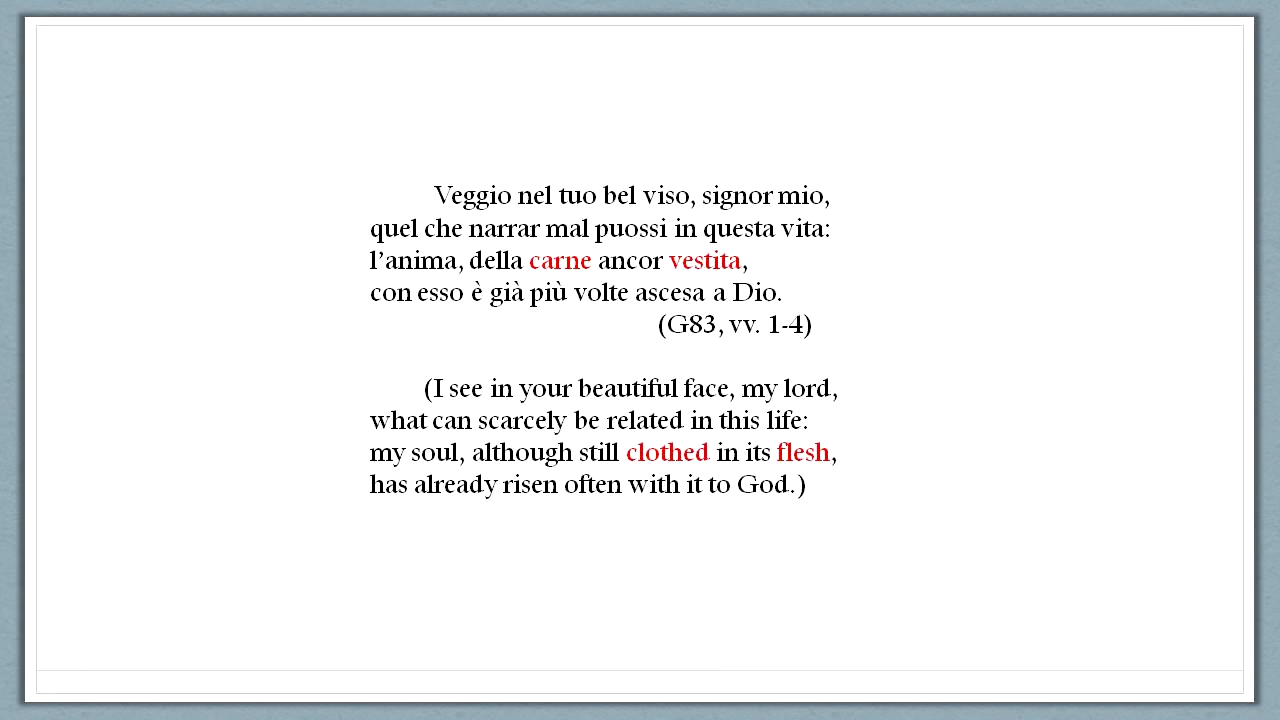 Veggio nel tuo bel viso, signor mio,
quel che narrar mal puossi in questa vita:
l’anima, della carne ancor vestita,
con esso è già più volte ascesa a Dio.
(G83, vv. 1-4)
(I see in your beautiful face, my lord,
what can scarcely be related in this life:
my soul, although still clothed in its flesh,
has already risen often with it to God.)